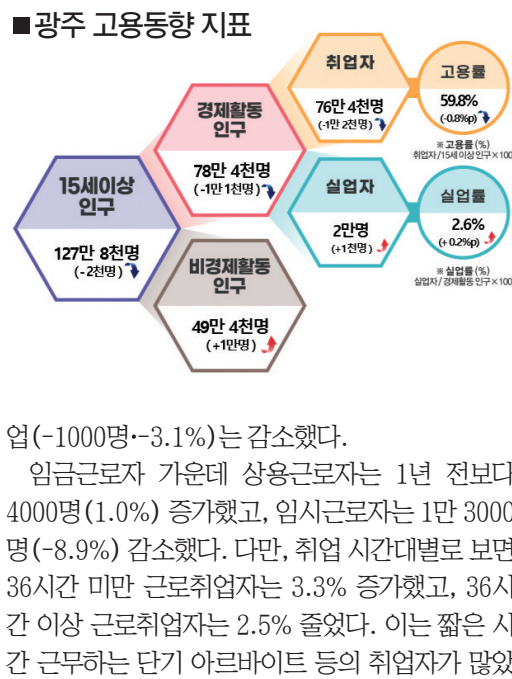 ■광주 고용동향 지표
취업자
76만 4천명
(-1만 2천명)
고용률
59.8%
(-0.8%p)
※ 고용률 (%)
취업자/15세 이상 인구×100
경제활동
인구
78만 4천명
(-1만 1천명)
15세이상
인구
127만 8천명
(-2천명)
실업자
2만명
(+1천명)
실업률
2.6%
(+0.2%p)
※ 실업률 (%)
실업자/경제활동 인구×100
비경제활동
인구
49만 4천명
(+1만명)
업(-1000명·-3.1%)는 감소했다.
임금근로자 가운데 상용근로자는 1년 전보다
4000명(1.0%) 증가했고, 임시근로자는 1만 3000
명(-8.9%) 감소했다. 다만, 취업 시간대별로 보면
36시간 미만 근로취업자는 3.3% 증가했고, 36시
간 이상 근로취업자는 2.5% 줄었다. 이는 짧은 시
간 근무하는 단기 아르바이트 등의 취업자가 많았